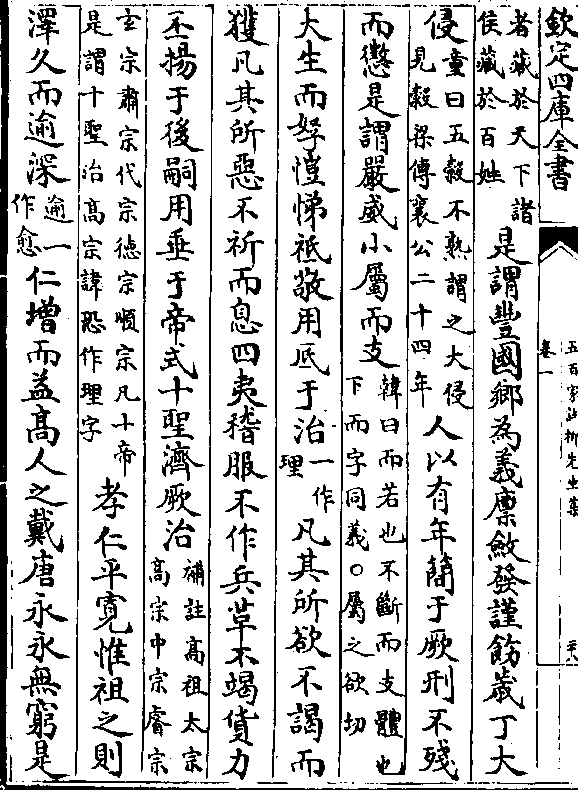 欽定四庫全書
五百家註柳先生集
卷一
者藏於天下諸
侯藏於百姓
是謂豐國鄉為義廩斂發謹飭嵗丁大
侵
童曰五穀不熟謂之大侵
見穀梁傳襄公二十四年
人以有年簡于厥刑不殘
而懲是謂嚴威小屬而支
韓曰而若也不斷而支體也
下而字同義○屬之欲切
大生而孥愷悌祗敬用底于治
一作
理
凡其所欲不謁而
獲凡其所惡不祈而息四夷稽服不作兵革不竭貨力
丕揚于後嗣用垂于帝式十聖濟厥治
補註高祖太宗
高宗中宗睿宗
玄宗肅宗代宗徳宗順宗凡十帝
是謂十聖治高宗諱恐作理字
孝仁平寛惟祖之則
澤久而逾深
逾一
作愈
仁增而益高人之戴唐永永無窮是